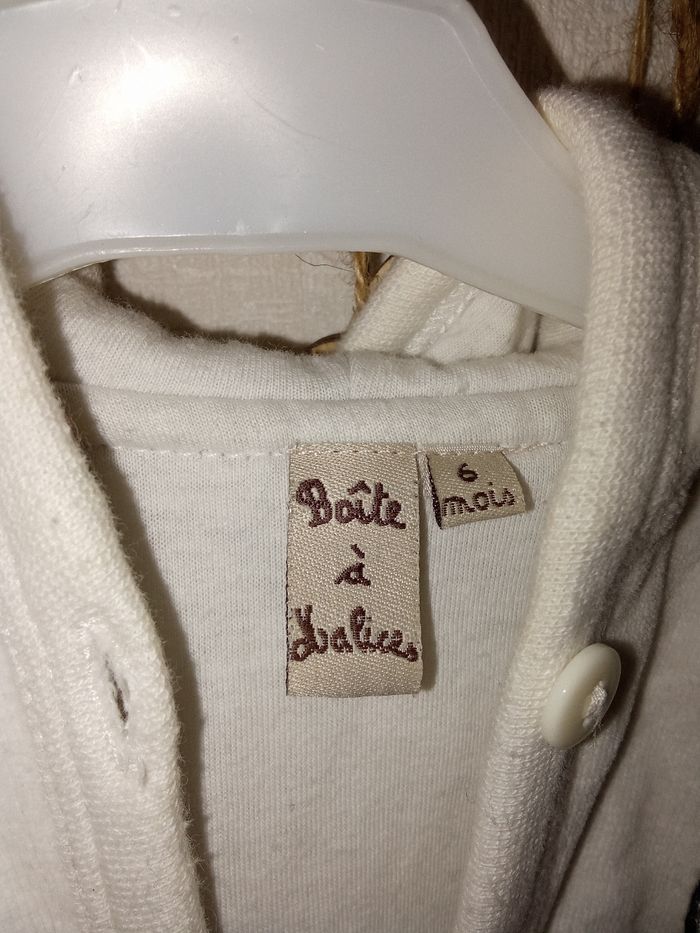 Boîte
à
Malices
6
mois